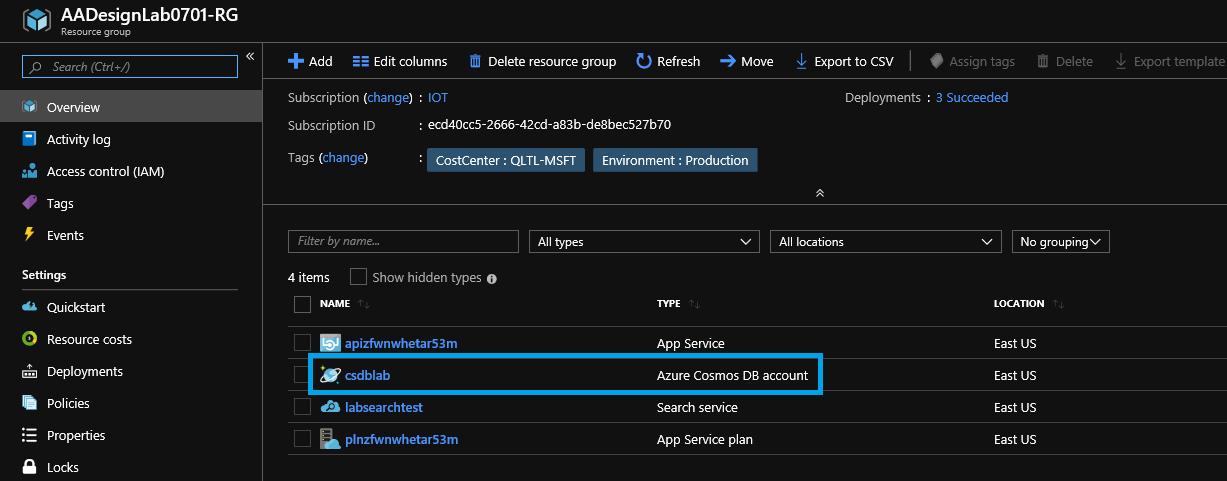 AADesignLab0701-RG
Resource group
Search (Ctrl+/)
«
Overview
Activity log
Access control (IAM)
Tags
Events
Settings
Quickstart
Resource costs
Deployments
Policies
Properties
Locks
Add Edit columns Delete resource group Refresh Move Export to CSV Assign tags Delete Export template
Subscription (change) : IOT Deployments : 3 Succeeded
Subscription ID : ecd40cc5-2666-42cd-a83b-de8bec527b70
Tags (change) : CostCenter : QLTL-MSFT Environment : Production
Filter by name... All types All locations No grouping
4 items Show hidden types
NAME TYPE LOCATION
apizfwnwhetar53m App Service East US
csdblab Azure Cosmos DB account East US
labsearchtest Search service East US
plnzfwnwhetar53m App Service plan East US